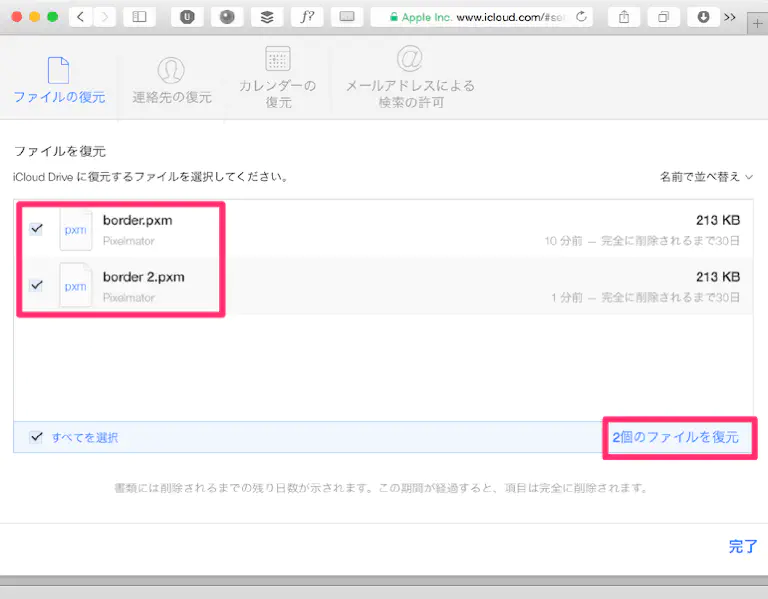 Apple Inc. www.icloud.com/#se
f?
>>
ファイルの復元
連絡先の復元
カレンダーの
復元
メールアドレスによる
検索の許可
ファイルを復元
iCloud Drive に復元するファイルを選択してください。
名前で並べ替え
pxm
border.pxm
213 KB
Pixelmator
10 分前 — 完全に削除されるまで30日
pxm
border 2.pxm
213 KB
Pixelmator
1 分前 — 完全に削除されるまで30日
すべてを選択
2個のファイルを復元
書類には削除されるまでの残り日数が示されます。この期間が経過すると、項目は完全に削除されます。
完了